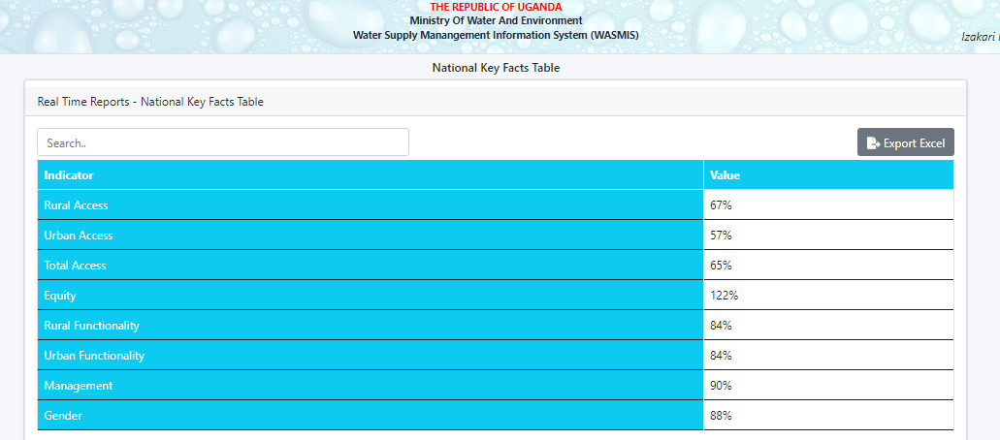 THE REPUBLIC OF UGANDA
Ministry Of Water And Environment
Water Supply Mangement Information System (WASMIS)
Izakari
National Key Facts Table
Real Time Reports - National Key Facts Table
Search..
Export Excel
Indicator Value
Rural Access 67%
Urban Access 57%
Total Access 65%
Equity 122%
Rural Functionality 84%
Urban Functionality 84%
Management 90%
Gender 88%